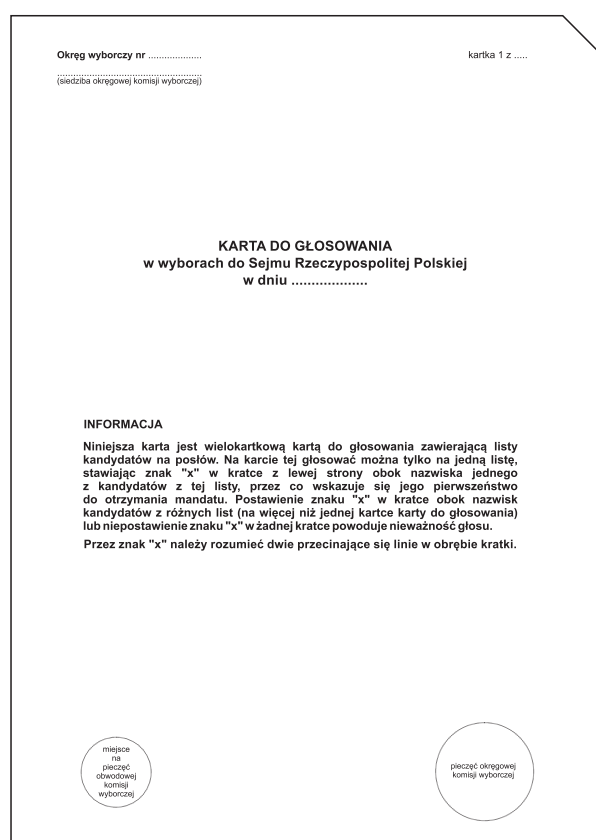 Okręg wyborczy nr ...................
kartka 1 z .....
......................................................
(siedziba okręgowej komisji wyborczej)
KARTA DO GŁOSOWANIA
w wyborach do Sejmu Rzeczypospolitej Polskiej
w dniu ...................
INFORMACJA
Niniejsza karta jest wielokartkową kartą do głosowania zawierającą listy
kandydatów na posłów. Na karcie tej głosować można tylko na jedną listę,
stawiając znak "x" w kratce z lewej strony obok nazwiska jednego
z kandydatów z tej listy, przez co wskazuje się jego pierwszeństwo
do otrzymania mandatu. Postawienie znaku "x" w kratce obok nazwisk
kandydatów z różnych list (na więcej niż jednej kartce karty do głosowania)
lub niepostawienie znaku "x" w żadnej kratce powoduje nieważność głosu.
Przez znak "x" należy rozumieć dwie przecinające się linie w obrębie kratki.
miejsce
na
pieczęć
obwodowej
komisji
wyborczej
pieczęć okręgowej
komisji wyborczej